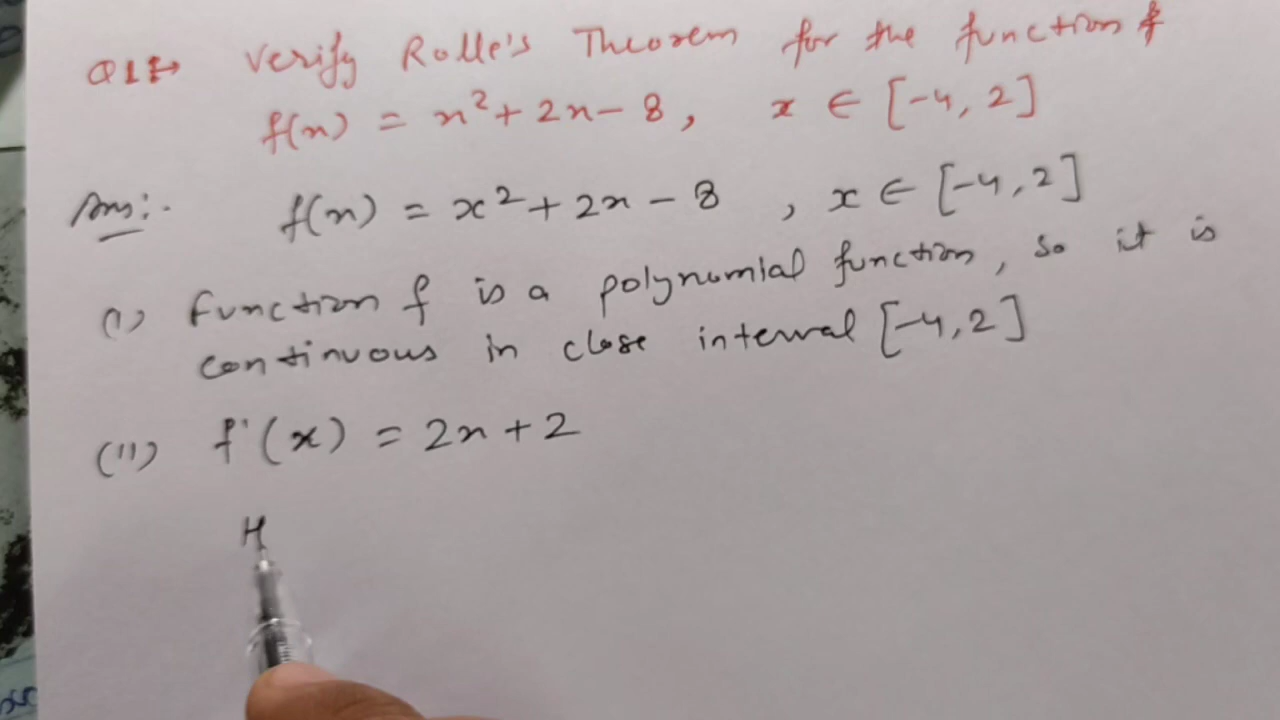 Q1 Verify Rolle's Theorem for the function f
f(x) = x² + 2x - 8, x ∈ [-4, 2]
Ans:- f(x) = x² + 2x - 8 , x ∈ [-4, 2]
(i) Function f is a polynomial function, so it is
continuous in close interval [-4, 2]
(ii) f'(x) = 2x + 2
H